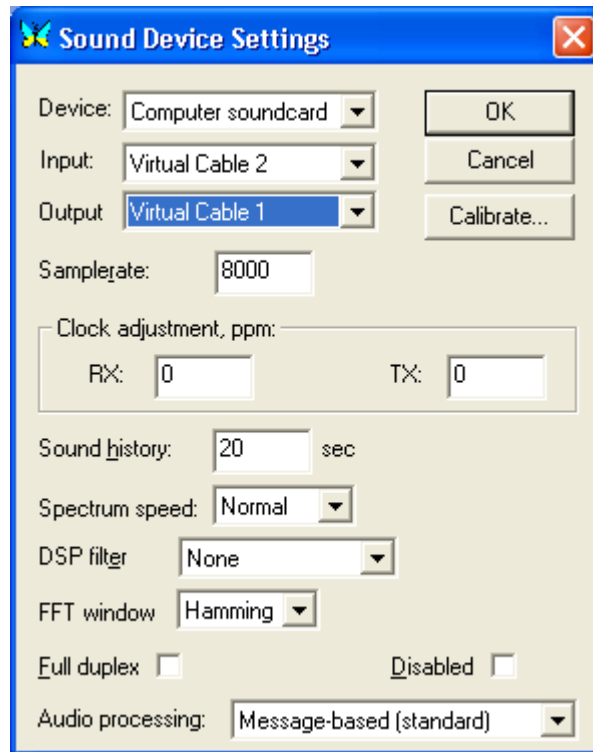 Sound Device Settings
Device: Computer soundcard OK
Input: Virtual Cable 2 Cancel
Output Virtual Cable 1 Calibrate...
Samplerate: 8000
Clock adjustment, ppm:
RX: 0 TX: 0
Sound history: 20 sec
Spectrum speed: Normal
DSP filter None
FFT window Hamming
Full duplex Disabled
Audio processing: Message-based (standard)